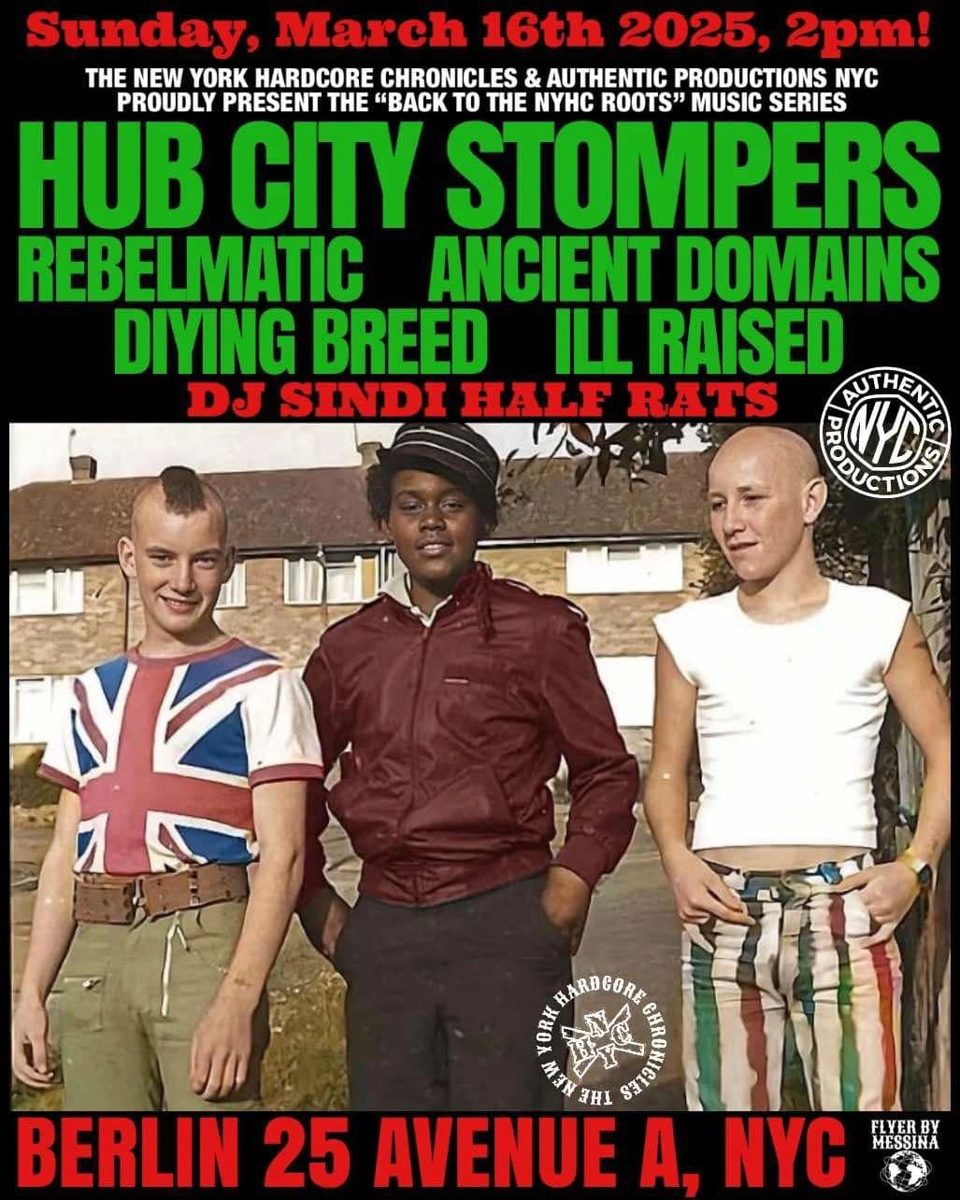 Sunday, March 16th 2025, 2pm!
THE NEW YORK HARDCORE CHRONICLES & AUTHENTIC PRODUCTIONS NYC
PROUDLY PRESENT THE “BACK TO THE NYHC ROOTS” MUSIC SERIES
HUB CITY STOMPERS
REBELMATIC ANCIENT DOMAINS
DIYING BREED ILL RAISED
DJ SINDI HALF RATS
AUTHENTIC
NYC
PRODUCTIONS
THE NEW YORK HARDCORE CHRONICLES
NYHC
BERLIN 25 AVENUE A, NYC
FLYER BY
MESSINA